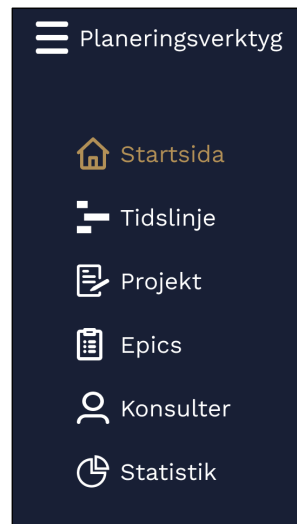 Planeringsverktyg
Startsida
Tidslinje
Projekt
Epics
Konsulter
Statistik